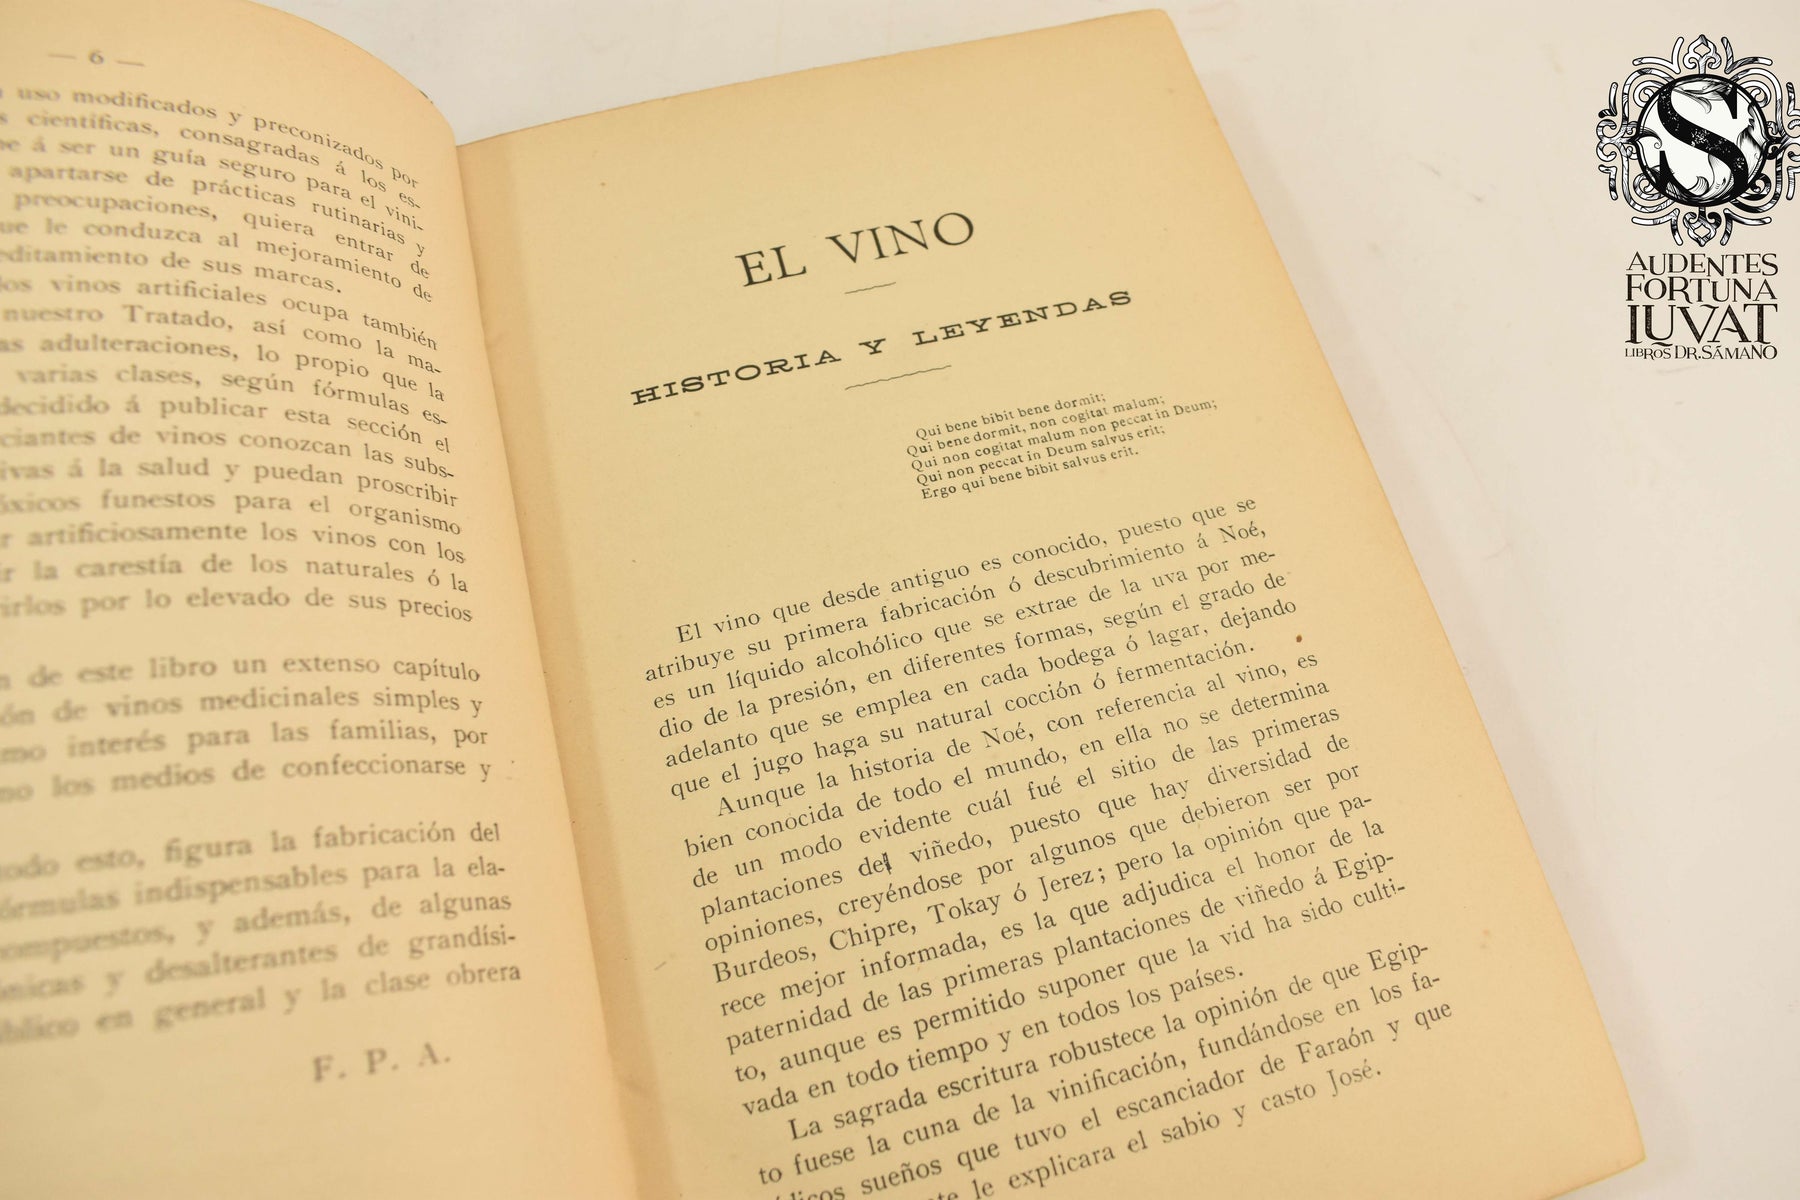 — 6 —
uso modificados y preconizados por
científicas, consagradas á los es-
á ser un guía seguro para el vini-
apartarse de prácticas rutinarias y
preocupaciones, quiera entrar de
que le conduzca al mejoramiento de
de sus marcas.
los vinos artificiales ocupa también
nuestro Tratado, así como la ma-
adulteraciones, lo propio que la
varias clases, según fórmulas es-
decidido á publicar esta sección el
de vinos conozcan las subs-
á la salud y puedan proscribir
funestos para el organismo
artificiosamente los vinos con los
la carestía de los naturales ó la
por lo elevado de sus precios
de este libro un extenso capítulo
de vinos medicinales simples y
interés para las familias, por
los medios de confeccionarse y
todo esto, figura la fabricación del
fórmulas indispensables para la ela-
compuestos, y además, de algunas
y desalterantes de grandísi-
en general y la clase obrera
F. P. A.
EL VINO
HISTORIA Y LEYENDAS
Qui bene bibit bene dormit;
Qui bene dormit, non cogitat malum;
Qui non cogitat malum non peccat in Deum;
Qui non peccat in Deum salvus erit;
Ergo qui bene bibit salvus erit.
El vino que desde antiguo es conocido, puesto que se
atribuye su primera fabricación ó descubrimiento á Noé,
es un líquido alcohólico que se extrae de la uva por me-
dio de la presión, en diferentes formas, según el grado de
adelanto que se emplea en cada bodega ó lagar, dejando
que el jugo haga su natural cocción ó fermentación.
Aunque la historia de Noé, con referencia al vino, es
bien conocida de todo el mundo, en ella no se determina
de un modo evidente cuál fué el sitio de las primeras
plantaciones del viñedo, puesto que hay diversidad de
opiniones, creyéndose por algunos que debieron ser por
Burdeos, Chipre, Tokay ó Jerez; pero la opinión que pa-
rece mejor informada, es la que adjudica el honor de la
paternidad de las primeras plantaciones de viñedo á Egip-
to, aunque es permitido suponer que la vid ha sido culti-
vada en todo tiempo y en todos los países.
La sagrada escritura robustece la opinión de que Egip-
to fuese la cuna de la vinificación, fundándose en los fa-
sueños que tuvo el escanciador de Faraón y que
le explicara el sabio y casto José.
S
AUDENTES
FORTUNA
IUVAT
LIBROS DR. SÁMANO